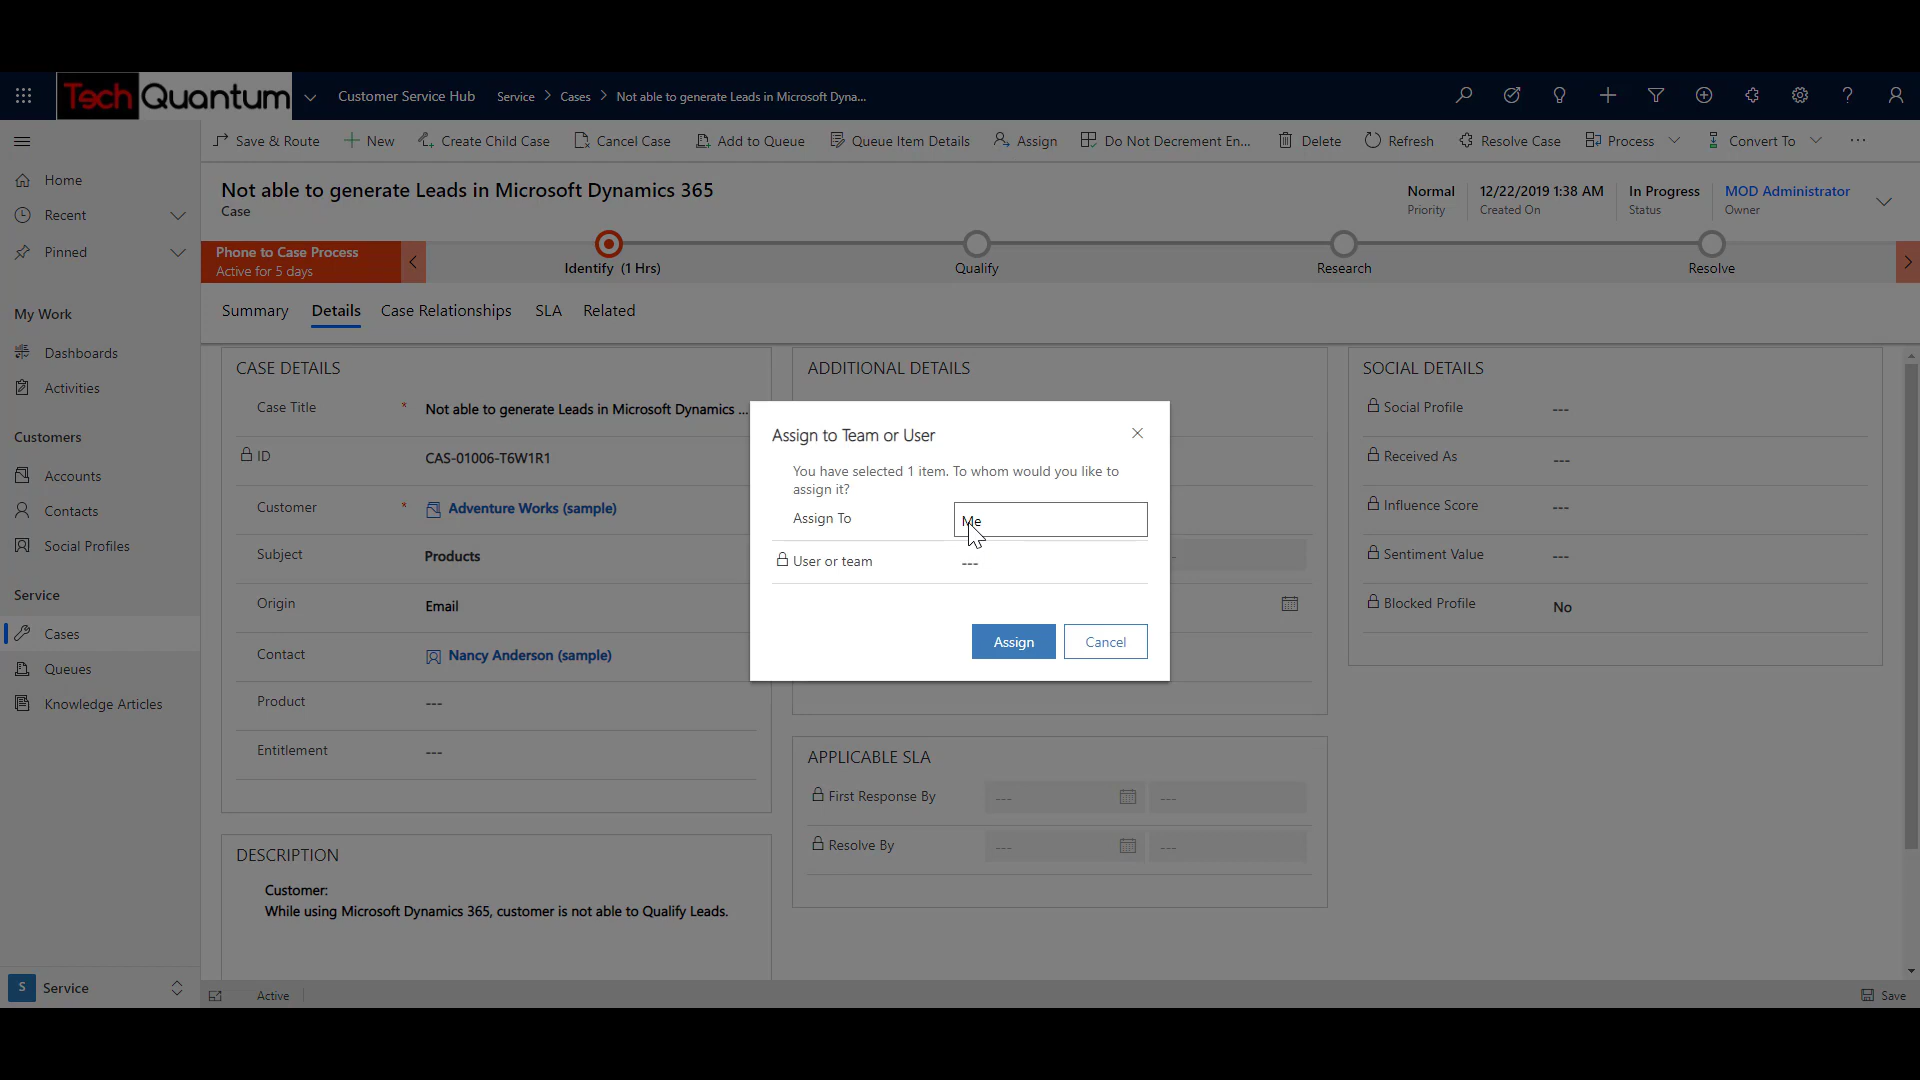 Tech Quantum
Customer Service Hub
Service > Cases > Not able to generate Leads in Microsoft Dyna...
Save & Route
New
Create Child Case
Cancel Case
Add to Queue
Queue Item Details
Assign
Do Not Decrement En...
Delete
Refresh
Resolve Case
Process
Convert To
Home
Recent
Pinned
My Work
Dashboards
Activities
Customers
Accounts
Contacts
Social Profiles
Service
Cases
Queues
Knowledge Articles
S Service
Not able to generate Leads in Microsoft Dynamics 365
Case
Normal
Priority
12/22/2019 1:38 AM
Created On
In Progress
Status
MOD Administrator
Owner
Phone to Case Process
Active for 5 days
Identify (1 Hrs)
Qualify
Research
Resolve
Summary
Details
Case Relationships
SLA
Related
CASE DETAILS
Case Title * Not able to generate Leads in Microsoft Dynamics ...
ID CAS-01006-T6W1R1
Customer * Adventure Works (sample)
Subject Products
Origin Email
Contact Nancy Anderson (sample)
Product ---
Entitlement ---
DESCRIPTION
Customer:
While using Microsoft Dynamics 365, customer is not able to Qualify Leads.
ADDITIONAL DETAILS
Assign to Team or User
You have selected 1 item. To whom would you like to
assign it?
Assign To Me
User or team ---
Assign
Cancel
APPLICABLE SLA
First Response By --- ---
Resolve By --- ---
SOCIAL DETAILS
Social Profile ---
Received As ---
Influence Score ---
Sentiment Value ---
Blocked Profile No
Active
Save